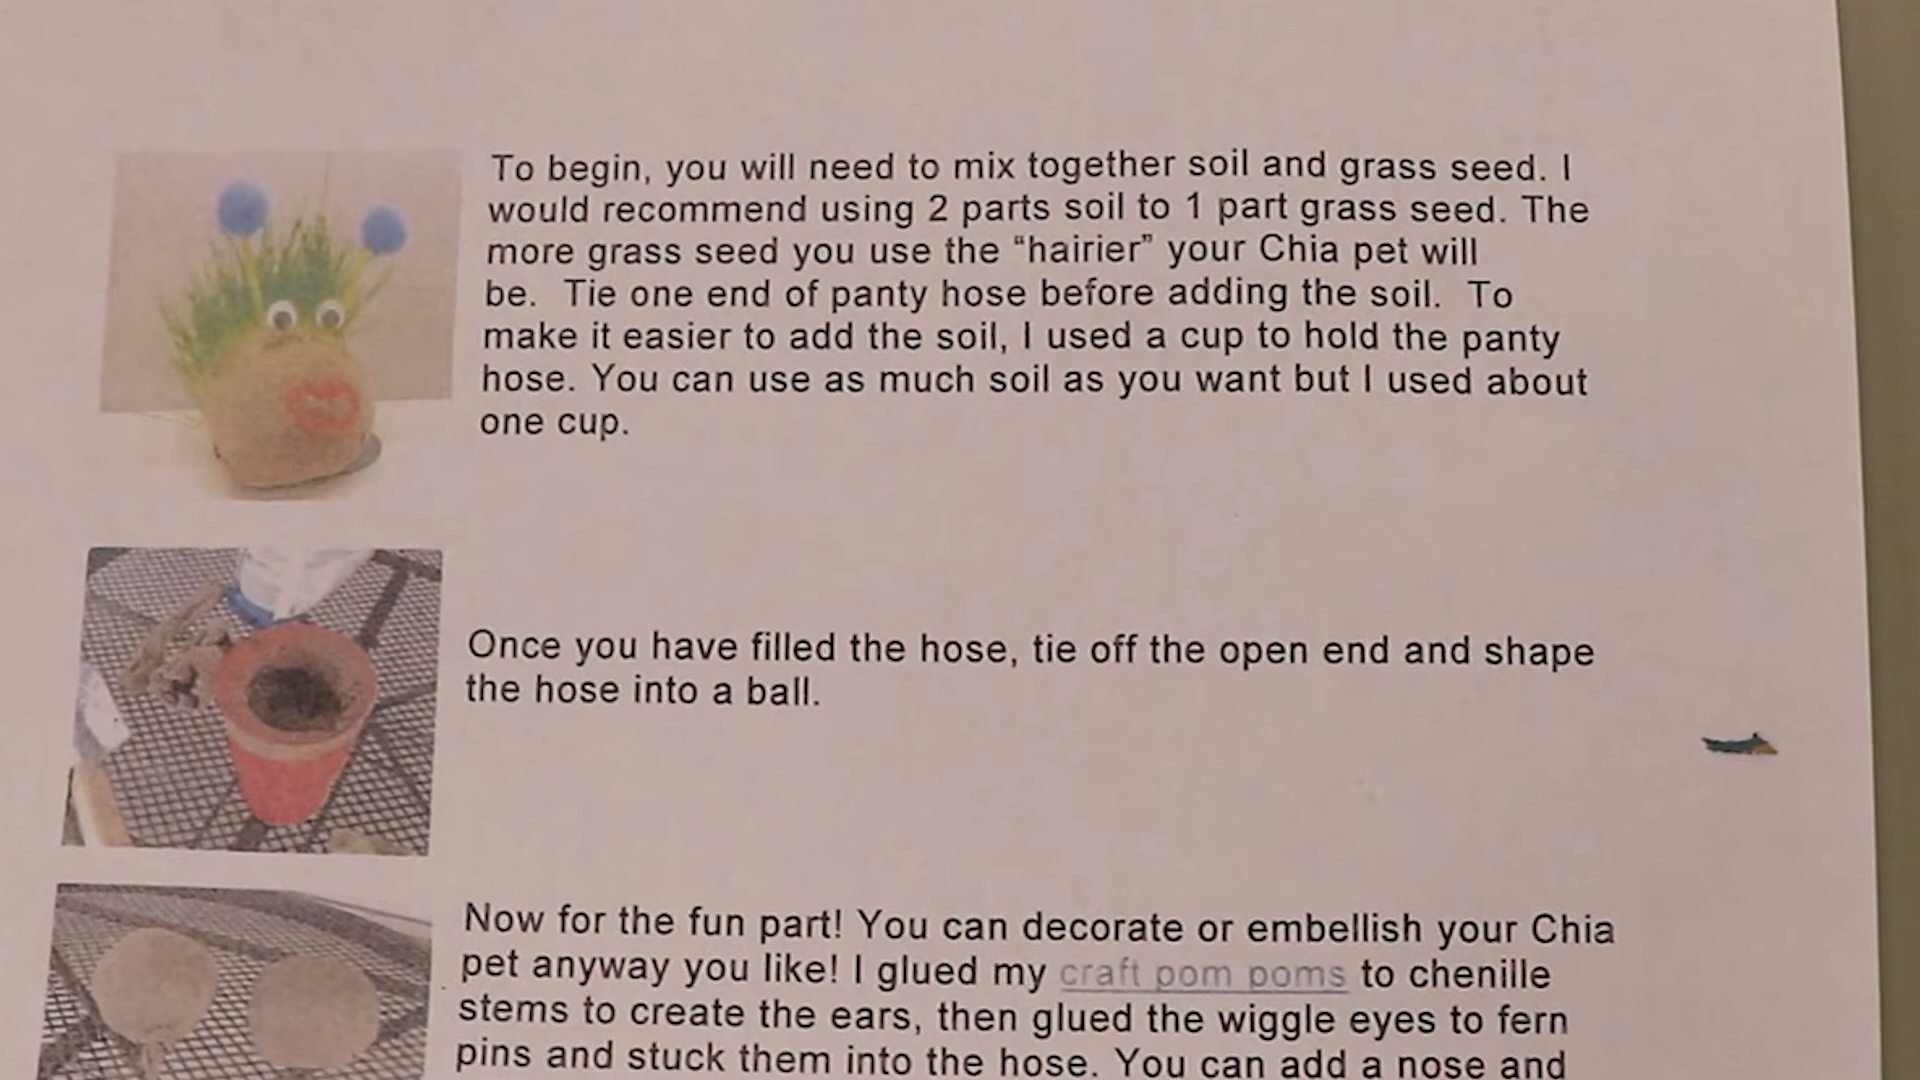 To begin, you will need to mix together soil and grass seed. I
would recommend using 2 parts soil to 1 part grass seed. The
more grass seed you use the “hairier” your Chia pet will
be.  Tie one end of panty hose before adding the soil.  To
make it easier to add the soil, I used a cup to hold the panty
hose. You can use as much soil as you want but I used about
one cup.
Once you have filled the hose, tie off the open end and shape
the hose into a ball.
Now for the fun part! You can decorate or embellish your Chia
pet anyway you like! I glued my craft pom poms to chenille
stems to create the ears, then glued the wiggle eyes to fern
pins and stuck them into the hose. You can add a nose and